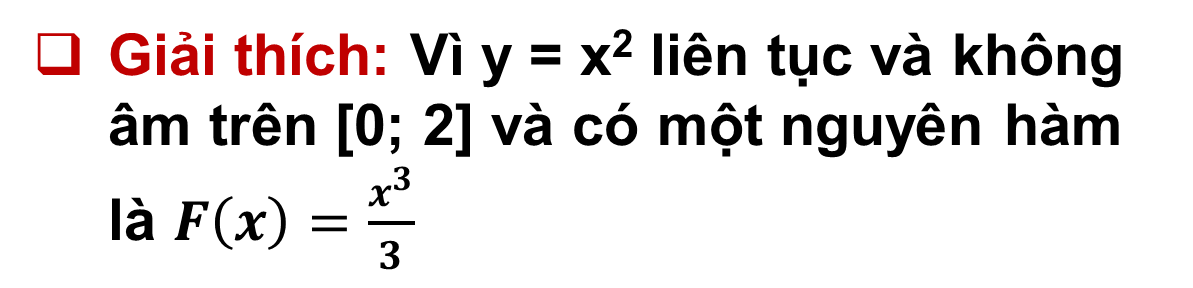 ❑ Giải thích: Vì y = x² liên tục và không
âm trên [0; 2] và có một nguyên hàm
là F(x) = x³/3